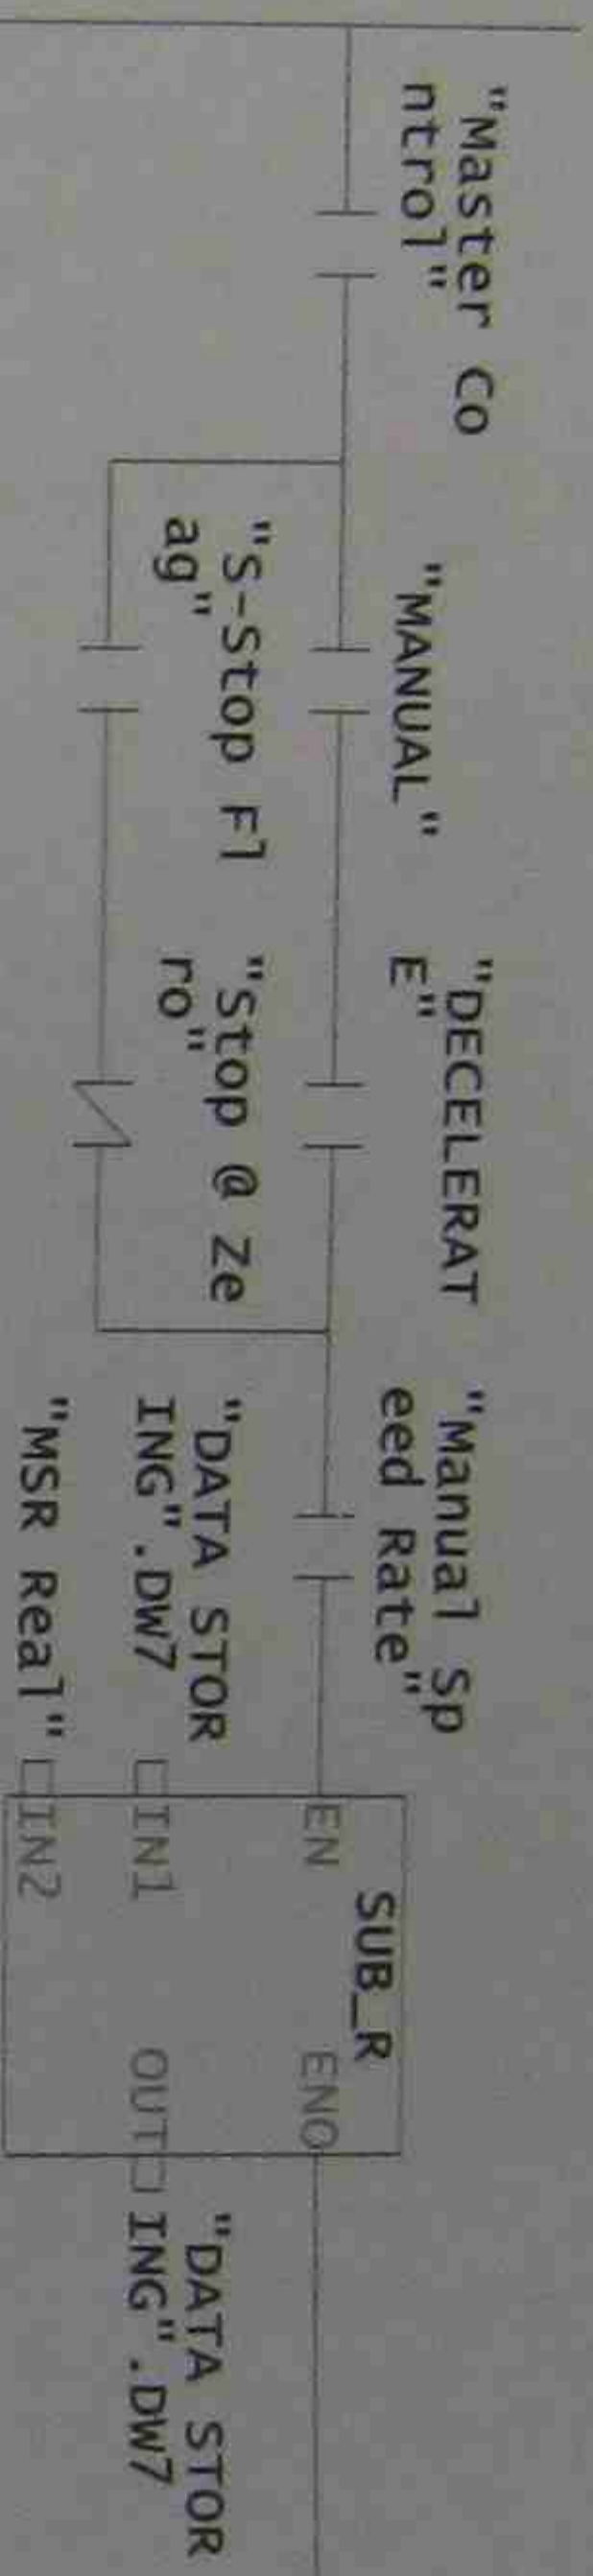 "Master Co
ntrol"
"MANUAL"
"DECELERAT
E"
"Manual Sp
eed Rate"
"S-Stop Fl
ag"
"Stop @ Ze
ro"
SUB_R
EN
ENO
"DATA STOR
ING".DW7
IN1
OUT
"DATA STOR
ING".DW7
"MSR Real"
IN2